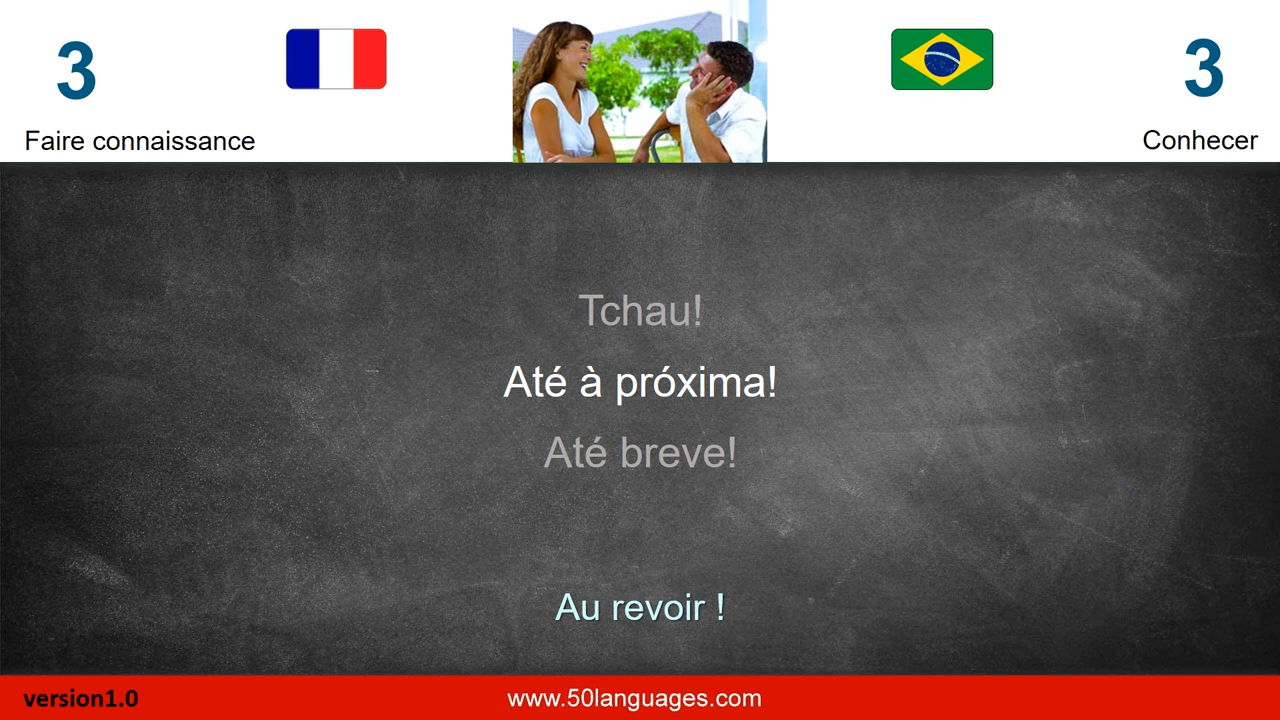 3
3
Faire connaissance
Conhecer
Tchau!
Até à próxima!
Até breve!
Au revoir !
version1.0
www.50languages.com